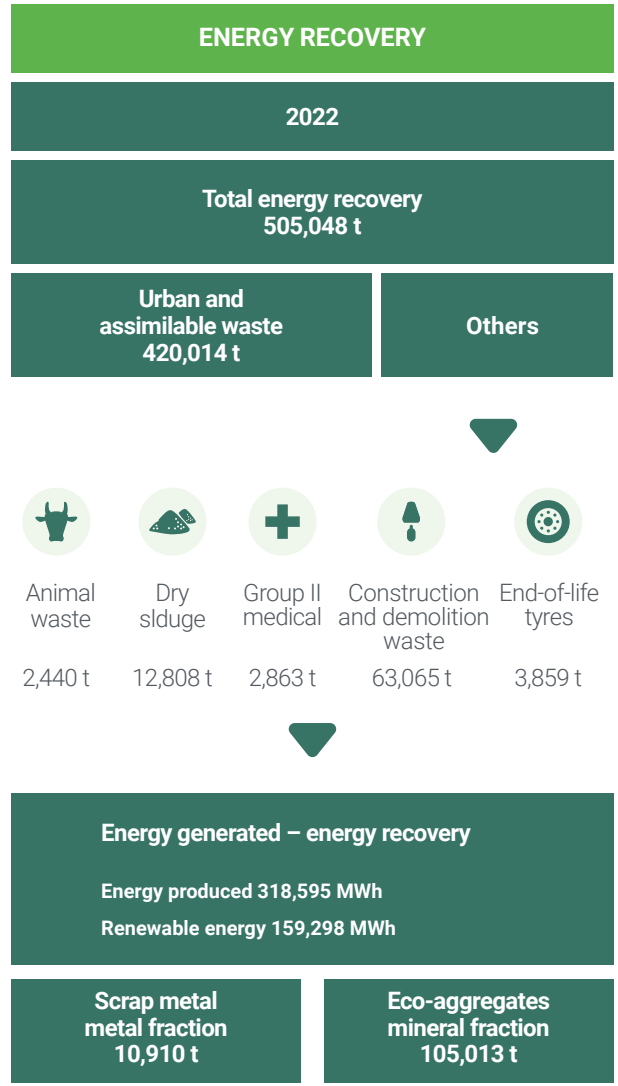 ENERGY RECOVERY
2022
Total energy recovery
505,048 t
Urban and
assimilable waste
420,014 t
Others
Animal
waste
2,440 t
Dry
slduge
12,808 t
Group II
medical
2,863 t
Construction
and demolition
waste
63,065 t
End-of-life
tyres
3,859 t
Energy generated – energy recovery
Energy produced 318,595 MWh
Renewable energy 159,298 MWh
Scrap metal
metal fraction
10,910 t
Eco-aggregates
mineral fraction
105,013 t